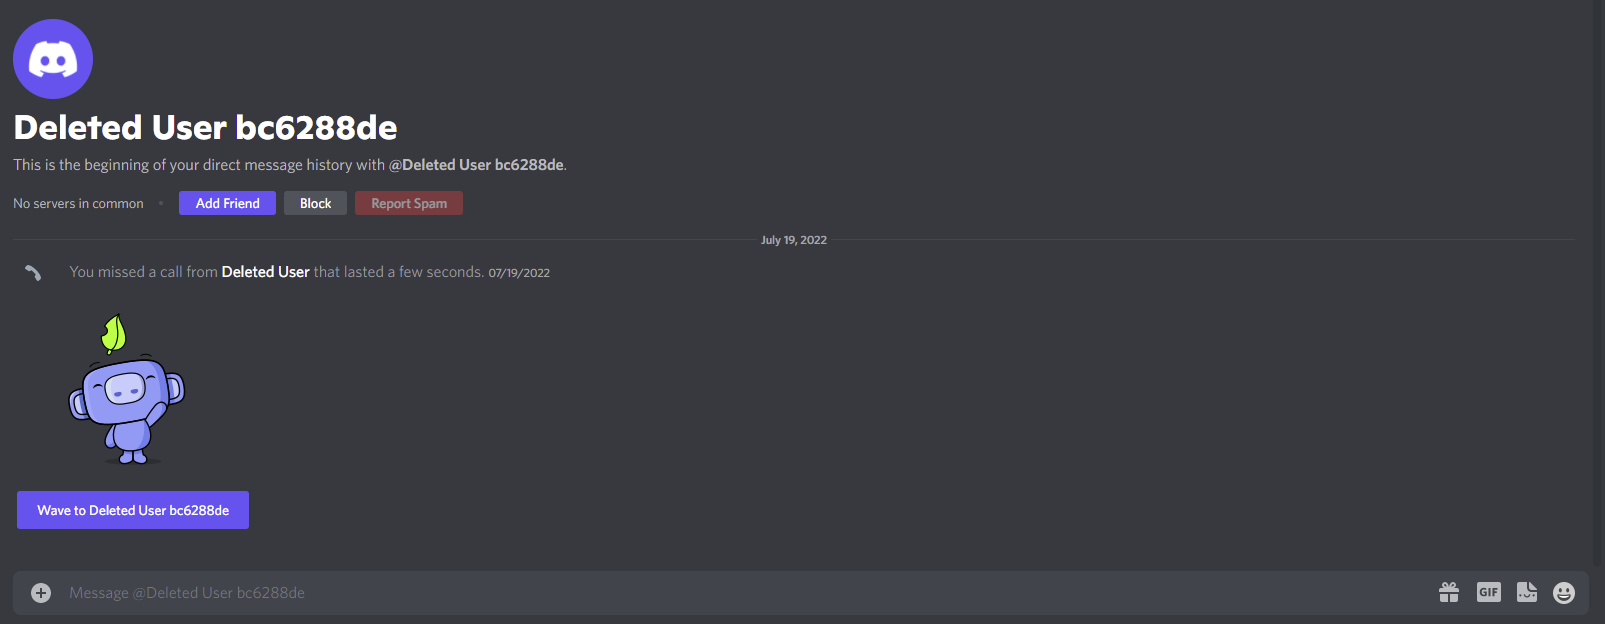 Deleted User bc6288de
This is the beginning of your direct message history with @Deleted User bc6288de.
No servers in common • Add Friend Block Report Spam
July 19, 2022
You missed a call from Deleted User that lasted a few seconds. 07/19/2022
Wave to Deleted User bc6288de
Message @Deleted User bc6288de GIF